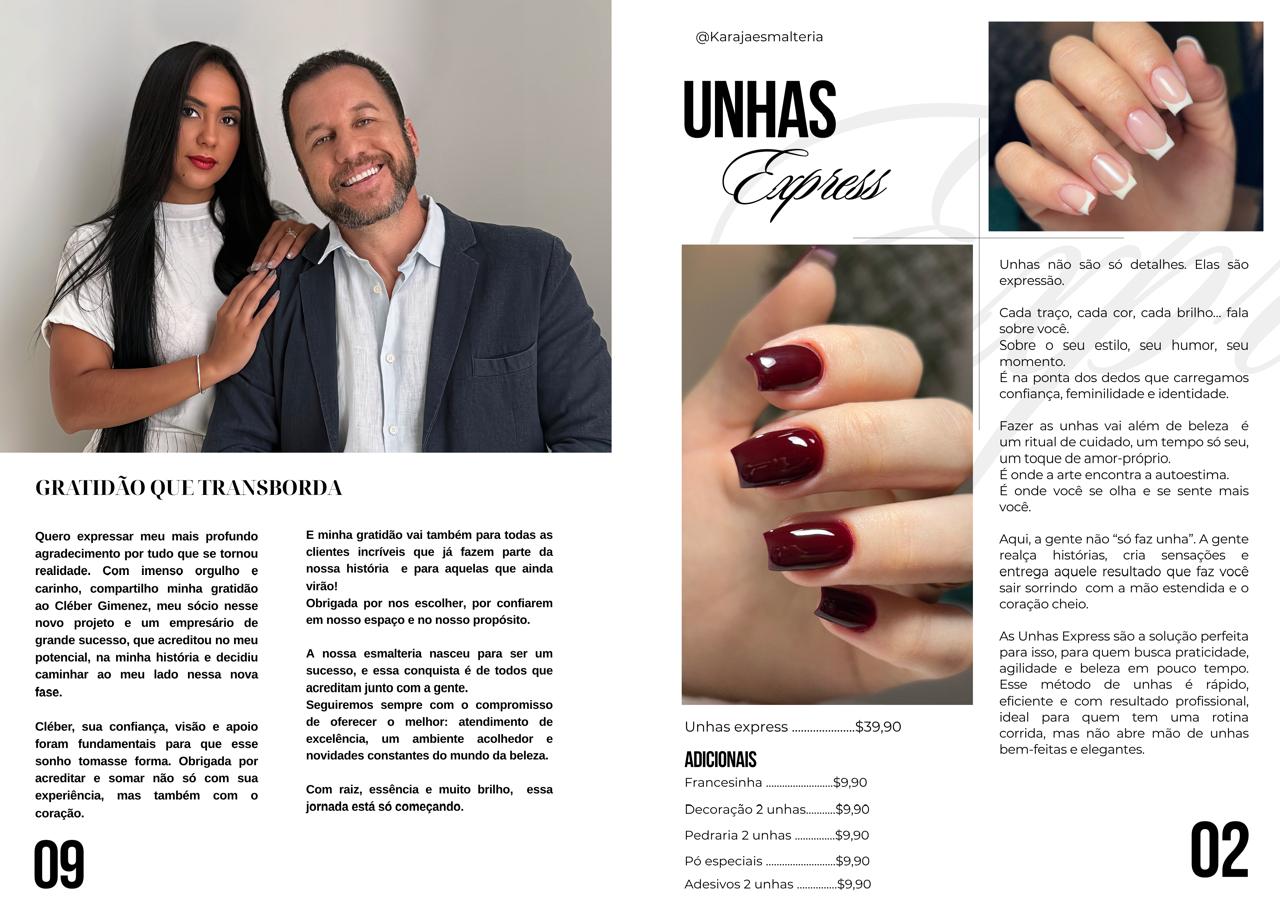 GRATIDÃO QUE TRANSBORDA
Quero expressar meu mais profundo
agradecimento por tudo que se tornou
realidade. Com imenso orgulho e
carinho, compartilho minha gratidão
ao Cléber Gimenez, meu sócio nesse
novo projeto e um empresário de
grande sucesso, que acreditou no meu
potencial, na minha história e decidiu
caminhar ao meu lado nessa nova
fase.
Cléber, sua confiança, visão e apoio
foram fundamentais para que esse
sonho tomasse forma. Obrigada por
acreditar e somar não só com sua
experiência, mas também com o
coração.
E minha gratidão vai também para todas as
clientes incríveis que já fazem parte da
nossa história e para aquelas que ainda
virão!
Obrigada por nos escolher, por confiarem
em nosso espaço e no nosso propósito.
A nossa esmalteria nasceu para ser um
sucesso, e essa conquista é de todos que
acreditam junto com a gente.
Seguiremos sempre com o compromisso
de oferecer o melhor: atendimento de
excelência, um ambiente acolhedor e
novidades constantes do mundo da beleza.
Com raiz, essência e muito brilho, essa
jornada está só começando.
09
@Karajaesmalteria
UNHAS
Express
Unhas não são só detalhes. Elas são
expressão.
Cada traço, cada cor, cada brilho... fala
sobre você.
Sobre o seu estilo, seu humor, seu
momento.
É na ponta dos dedos que carregamos
confiança, feminilidade e identidade.
Fazer as unhas vai além de beleza é
um ritual de cuidado, um tempo só seu,
um toque de amor-próprio.
É onde a arte encontra a autoestima.
É onde você se olha e se sente mais
você.
Aqui, a gente não “só faz unha”. A gente
realça histórias, cria sensações e
entrega aquele resultado que faz você
sair sorrindo com a mão estendida e o
coração cheio.
As Unhas Express são a solução perfeita
para isso, para quem busca praticidade,
agilidade e beleza em pouco tempo.
Esse método de unhas é rápido,
eficiente e com resultado profissional,
ideal para quem tem uma rotina
corrida, mas não abre mão de unhas
bem-feitas e elegantes.
Unhas express .....................$39,90
ADICIONAIS
Francesinha ........................$9,90
Decoração 2 unhas...........$9,90
Pedraria 2 unhas ...............$9,90
Pó especiais ........................$9,90
Adesivos 2 unhas ...............$9,90
02